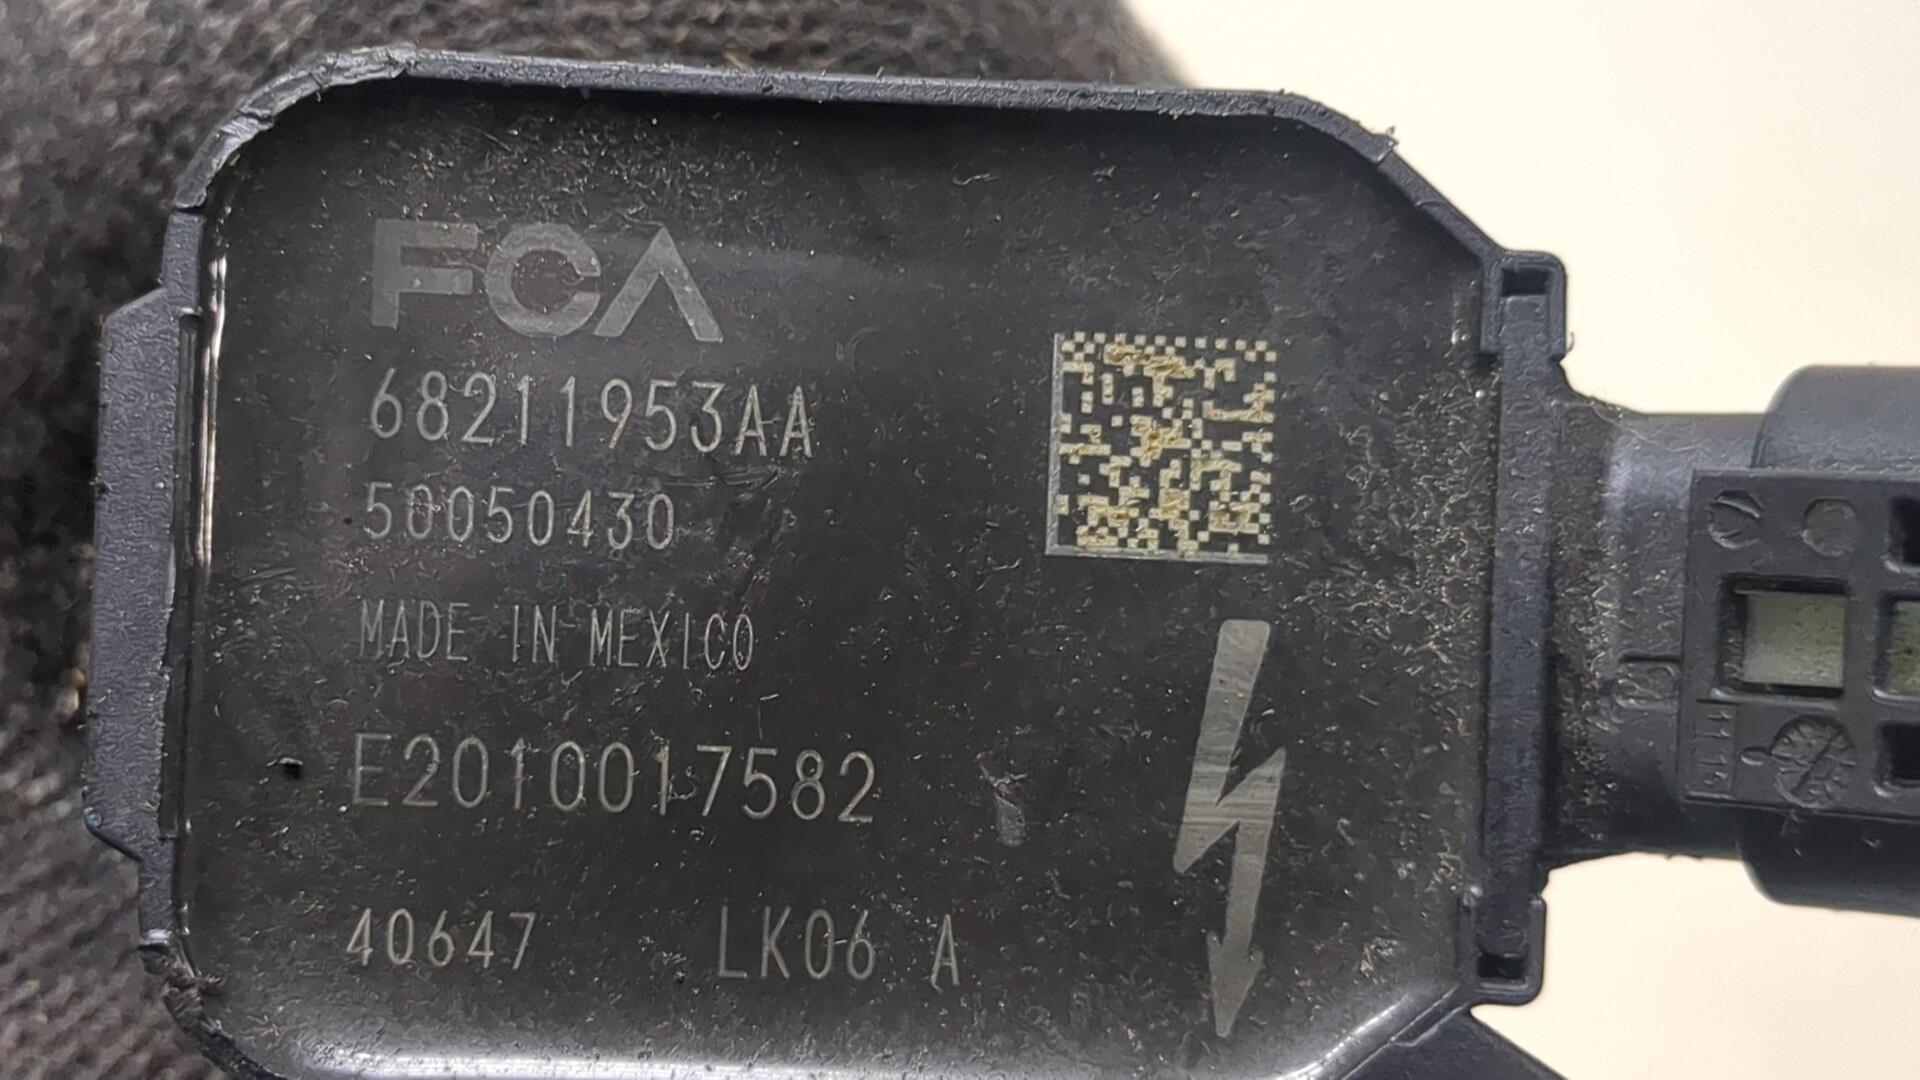 FCA
68211953AA
50050430
MADE IN MEXICO
E2010017582
40647 LK06 A